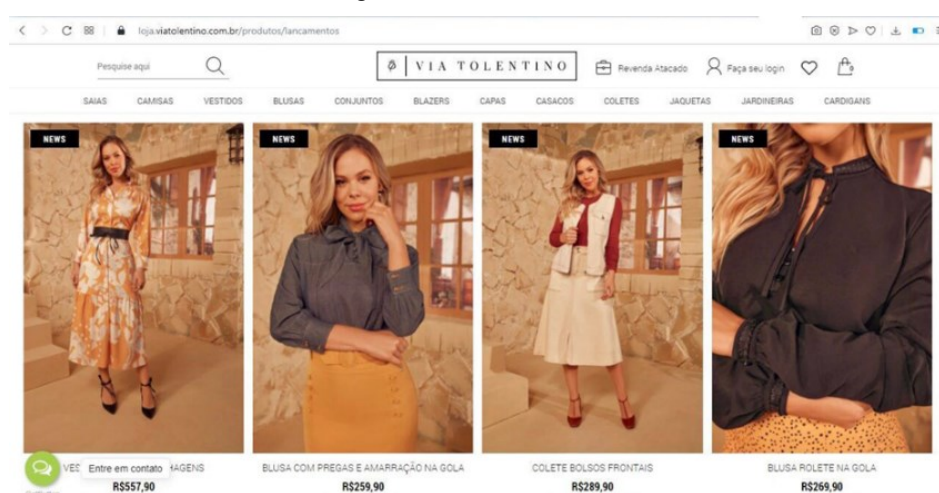 loja.viatolentino.com.br/produtos/lancamentos
Pesquise aqui
VIA TOLENTINO
Revenda Atacado
Faça seu login
0
SAIAS CAMISAS VESTIDOS BLUSAS CONJUNTOS BLAZERS CAPAS CASACOS COLETES JAQUETAS JARDINEIRAS CARDIGANS
NEWS NEWS NEWS NEWS
Entre em contato
BLUSA COM PREGAS E AMARRAÇÃO NA GOLA
COLETE BOLSOS FRONTAIS
BLUSA ROLETE NA GOLA
R$557,90 R$259,90 R$289,90 R$269,90